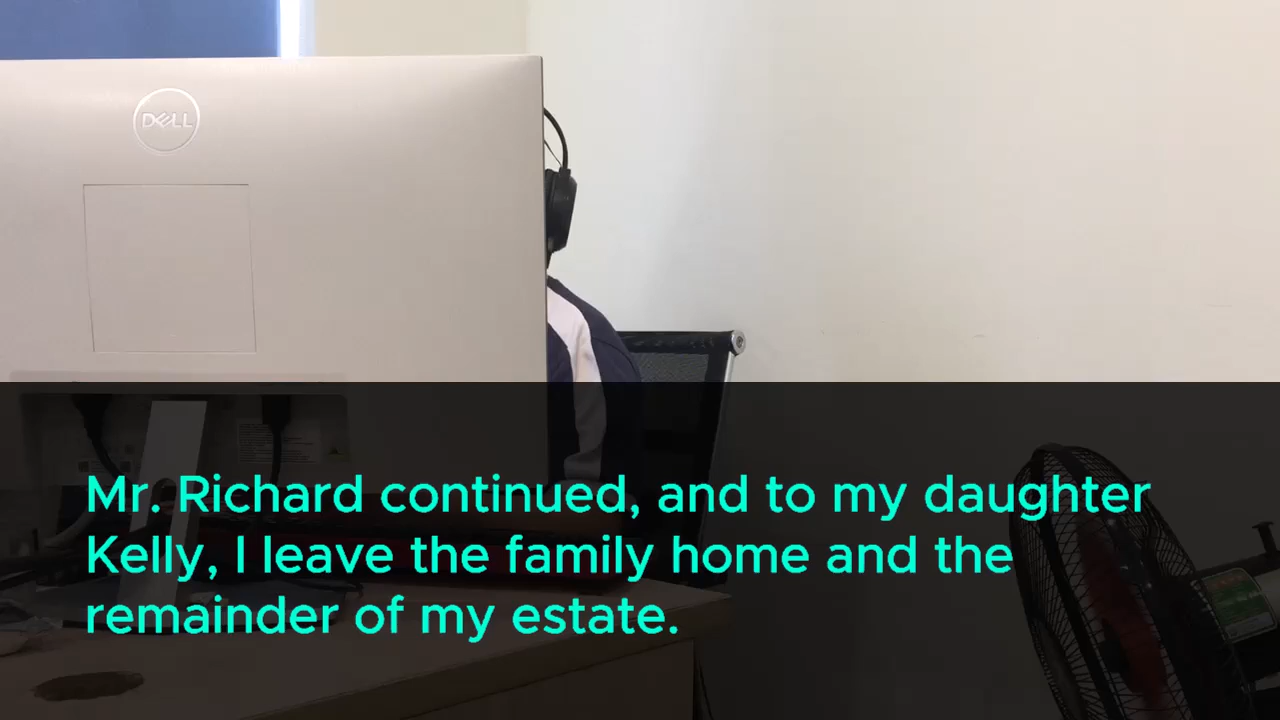 DELL
Mr. Richard continued, and to my daughter
Kelly, I leave the family home and the
remainder of my estate.